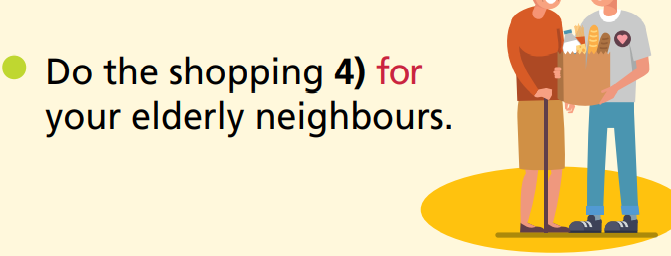 Do the shopping 4) for
your elderly neighbours.